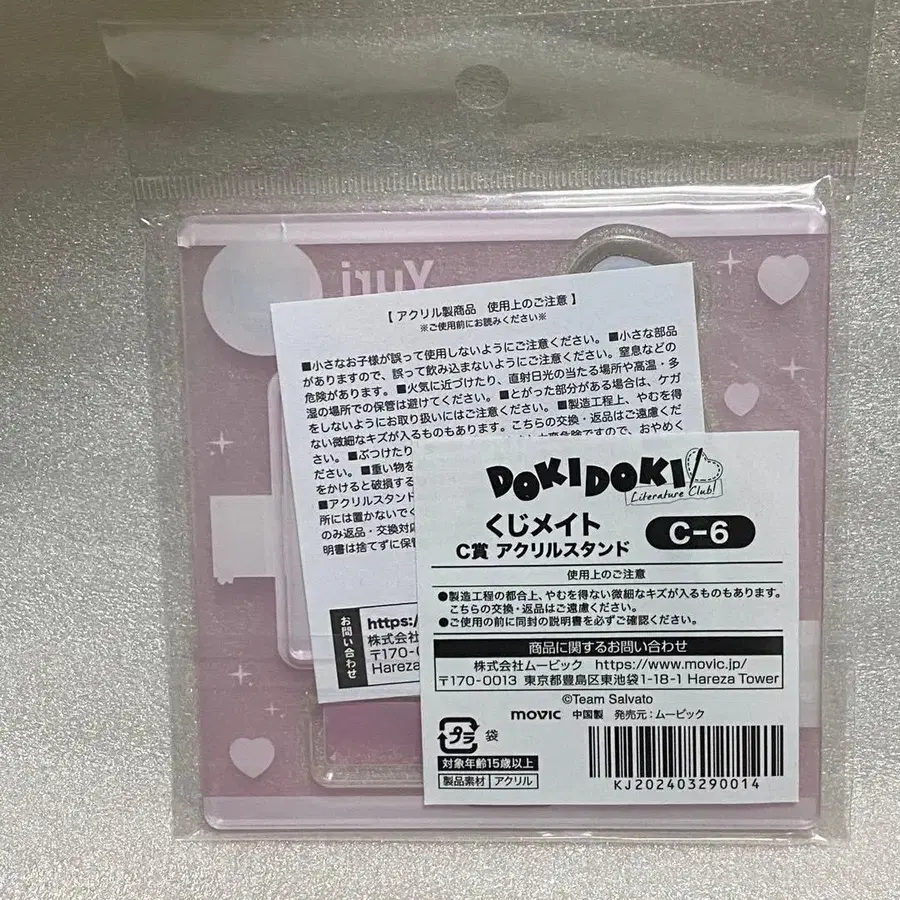 Yuri
【 アクリル製商品　使用上のご注意 】
※ご使用前にお読みください※
■小さなお子様が誤って使用しないようにご注意ください。 ■小さな部品
がありますので、誤って飲み込まないようにご注意ください。窒息などの
危険があります。 ■火気に近づけたり、直射日光の当たる場所や高温・多
湿の場所での保管は避けてください。 ■とがった部分がある場合は、ケガ
をしないようにお取り扱いにはご注意ください。 ■製造工程上、やむを得
ない微細なキズが入るものもあります。こちらの交換・返品はご遠慮くだ
さい。 ■ぶつけたり
大変危険ですので、おやめく
ださい。 ■重い物を
をかけると破損する
■アクリルスタンド
所には置かないでく
のみ返品・交換対応
明書は捨てずに保管
お問い合わせ
https:/
株式会社
〒170-0
Hareza
DOKI DOKI
Literature Club!
くじメイト
C賞 アクリルスタンド
C-6
使用上のご注意
●製造工程の都合上、やむを得ない微細なキズが入るものもあります。
こちらの交換・返品はご遠慮ください。
●ご使用の前に同封の説明書を必ずご確認ください。
商品に関するお問い合わせ
株式会社ムービック　https://www.movic.jp/
〒170-0013 東京都豊島区東池袋1-18-1 Hareza Tower
©Team Salvato
movic 中国製 発売元：ムービック
プラ 袋
対象年齢15歳以上
製品素材 アクリル
KJ202403290014